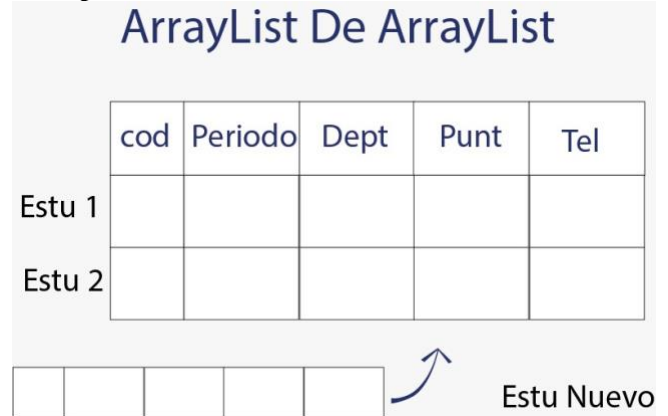 ArrayList De ArrayList
cod Periodo Dept Punt Tel
Estu 1
Estu 2
Estu Nuevo